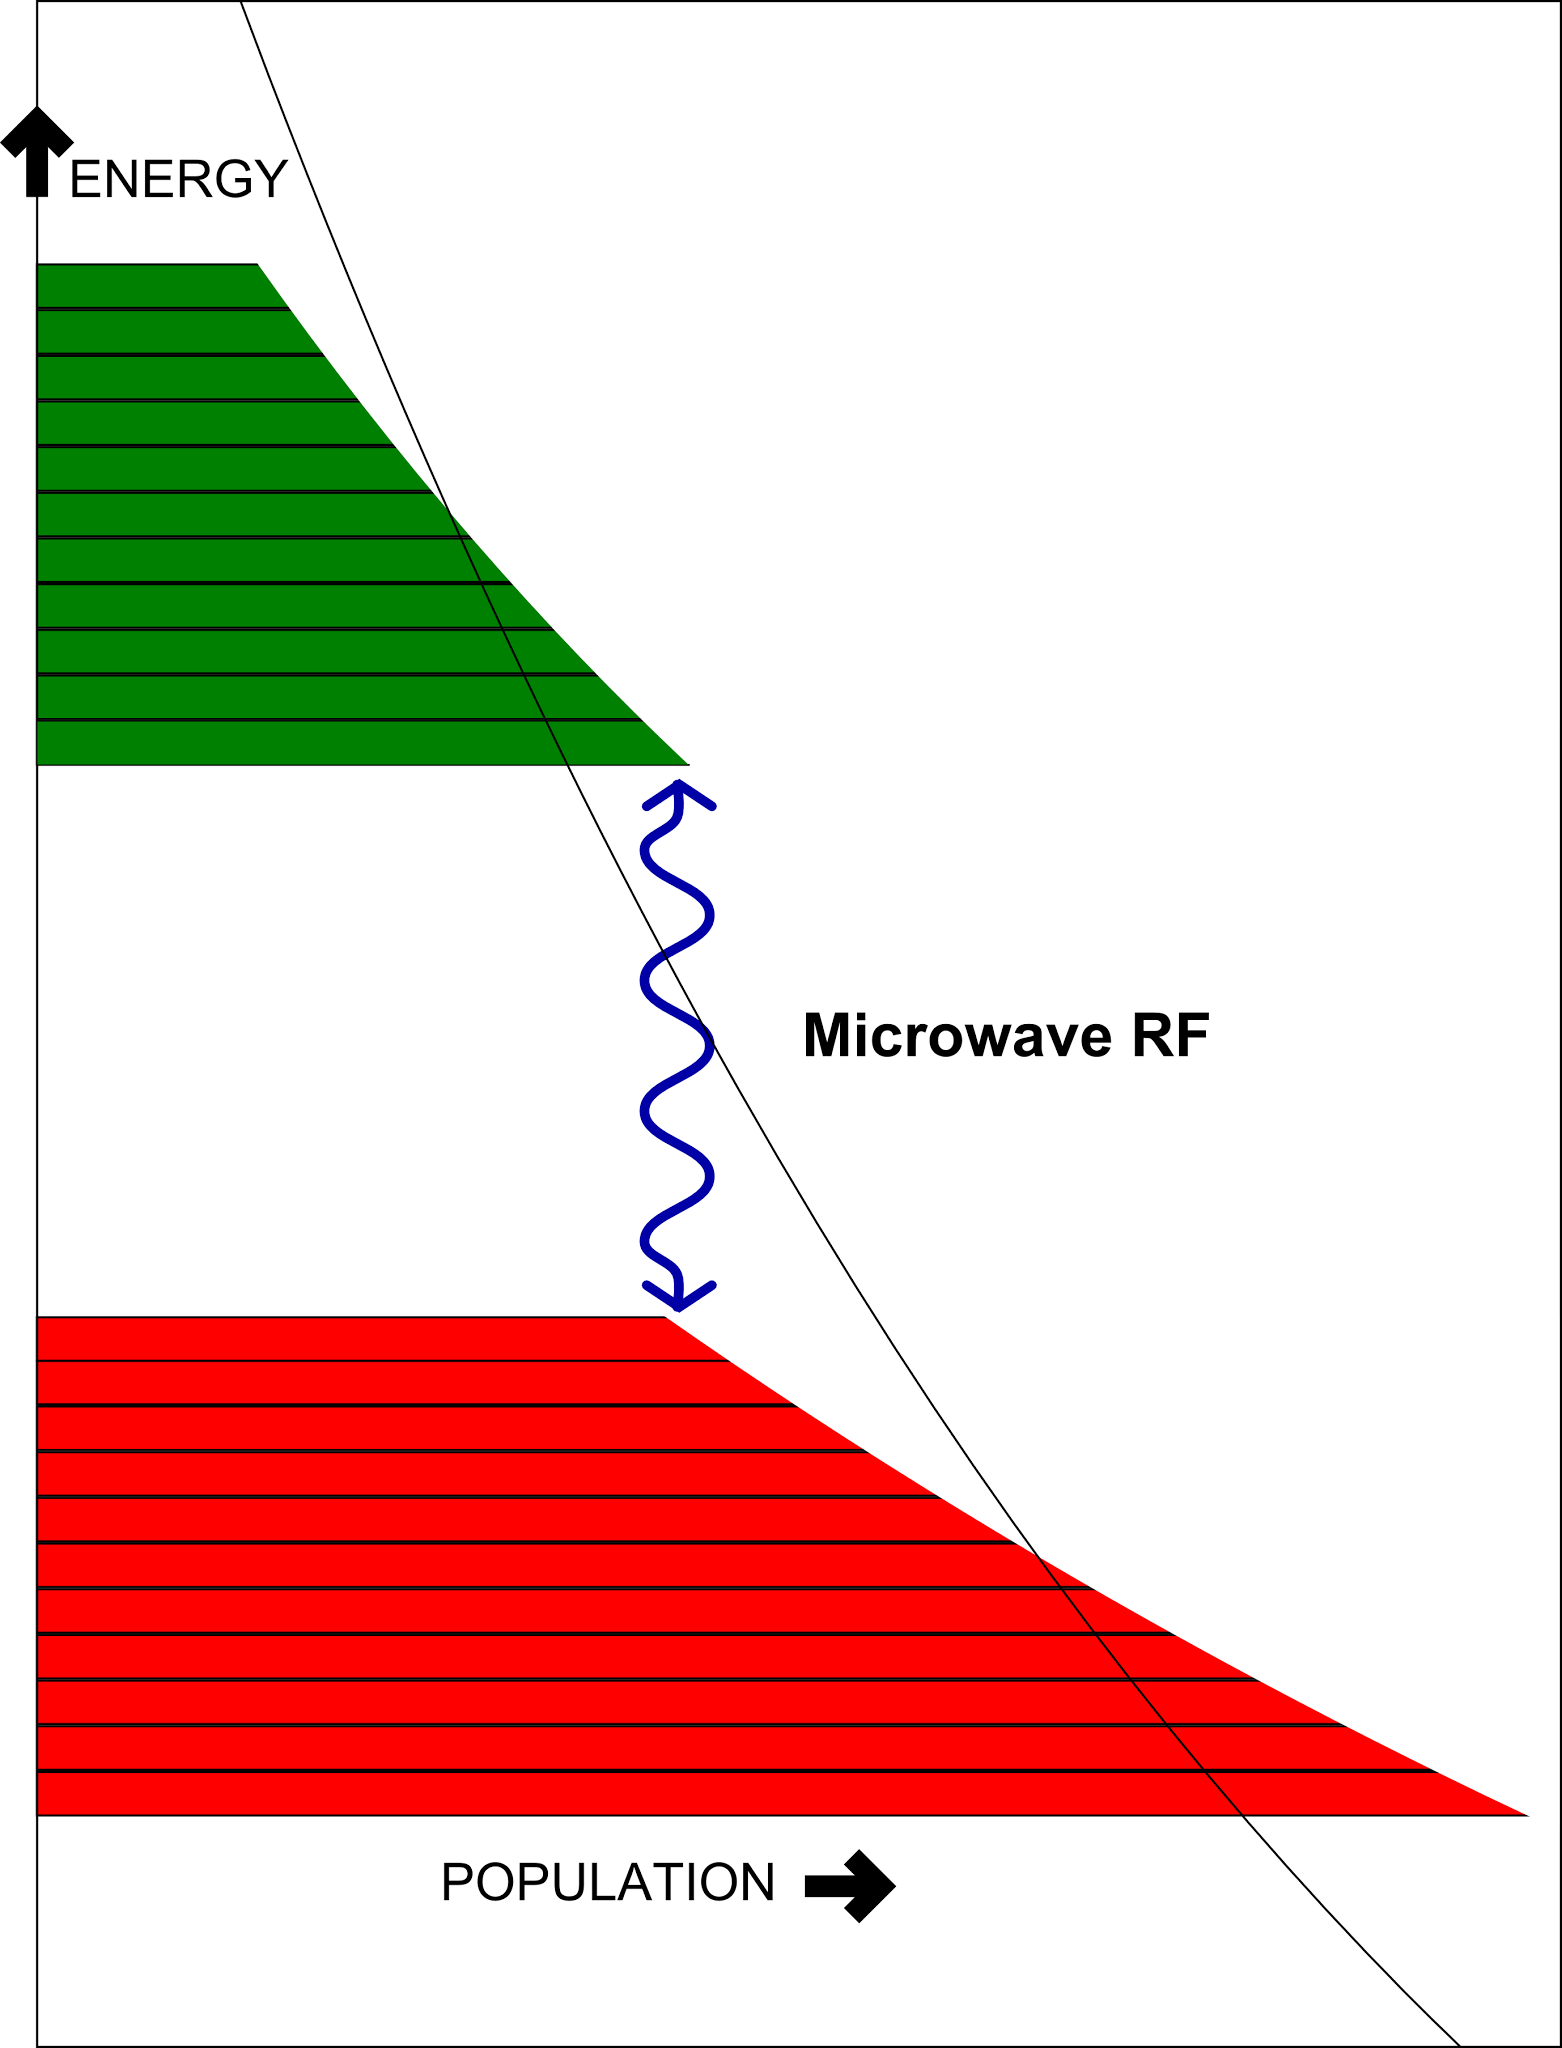 ENERGY
Microwave RF
POPULATION